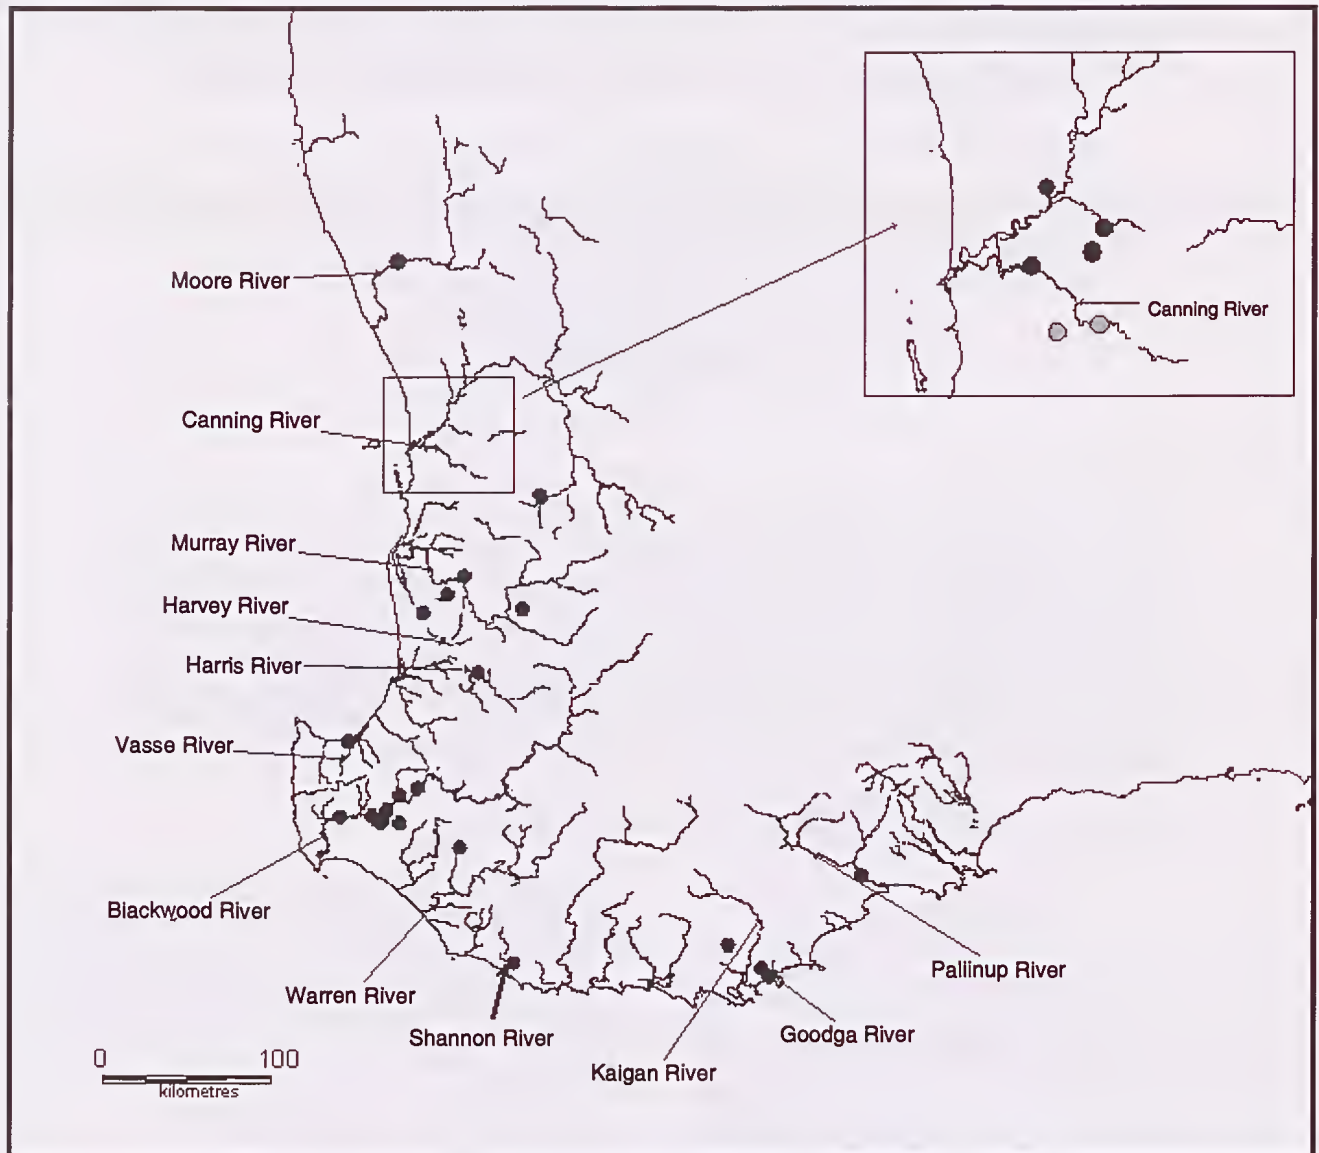 Moore River
Canning River
Canning River
Murray River
Harvey River
Harris River
Vasse River
Blackwood River
Warren River
Shannon River
Kalgan River
Goodga River
Pallinup River
0 100
kilometres